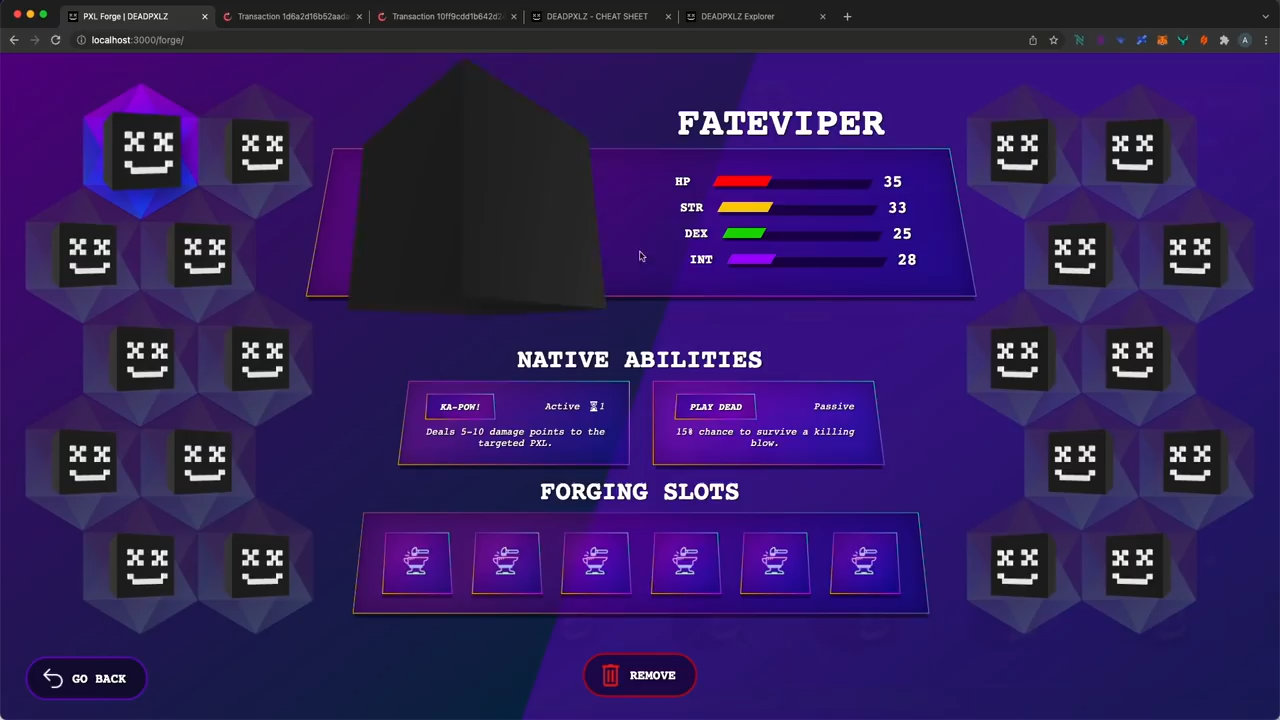 PXL Forge | DEADPXLZ
Transaction 1d6a2d16b52aada
Transaction 10ff9cdd1b642d2
DEADPXLZ - CHEAT SHEET
DEADPXLZ Explorer
localhost:3000/forge/
A
FATEVIPER
HP 35
STR 33
DEX 25
INT 28
NATIVE ABILITIES
KA-POW! Active 1
Deals 5-10 damage points to the
targeted PXL.
PLAY DEAD Passive
15% chance to survive a killing
blow.
FORGING SLOTS
GO BACK
REMOVE